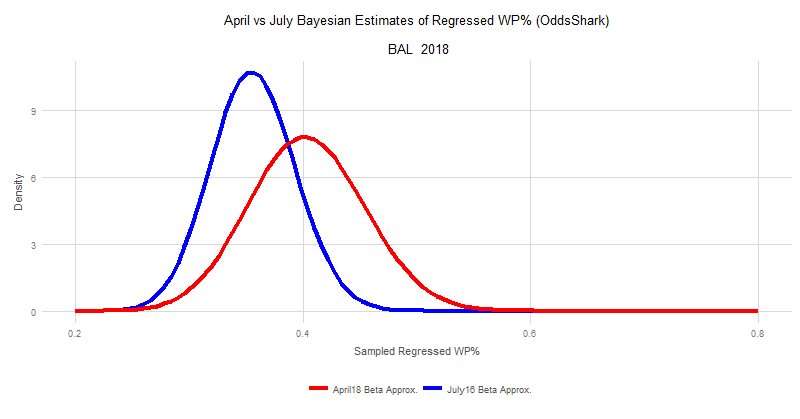 April vs July Bayesian Estimates of Regressed WP% (OddsShark)
BAL 2018
Density
9
6
3
0
0.2 0.4 0.6 0.8
Sampled Regressed WP%
April18 Beta Approx. July16 Beta Approx.